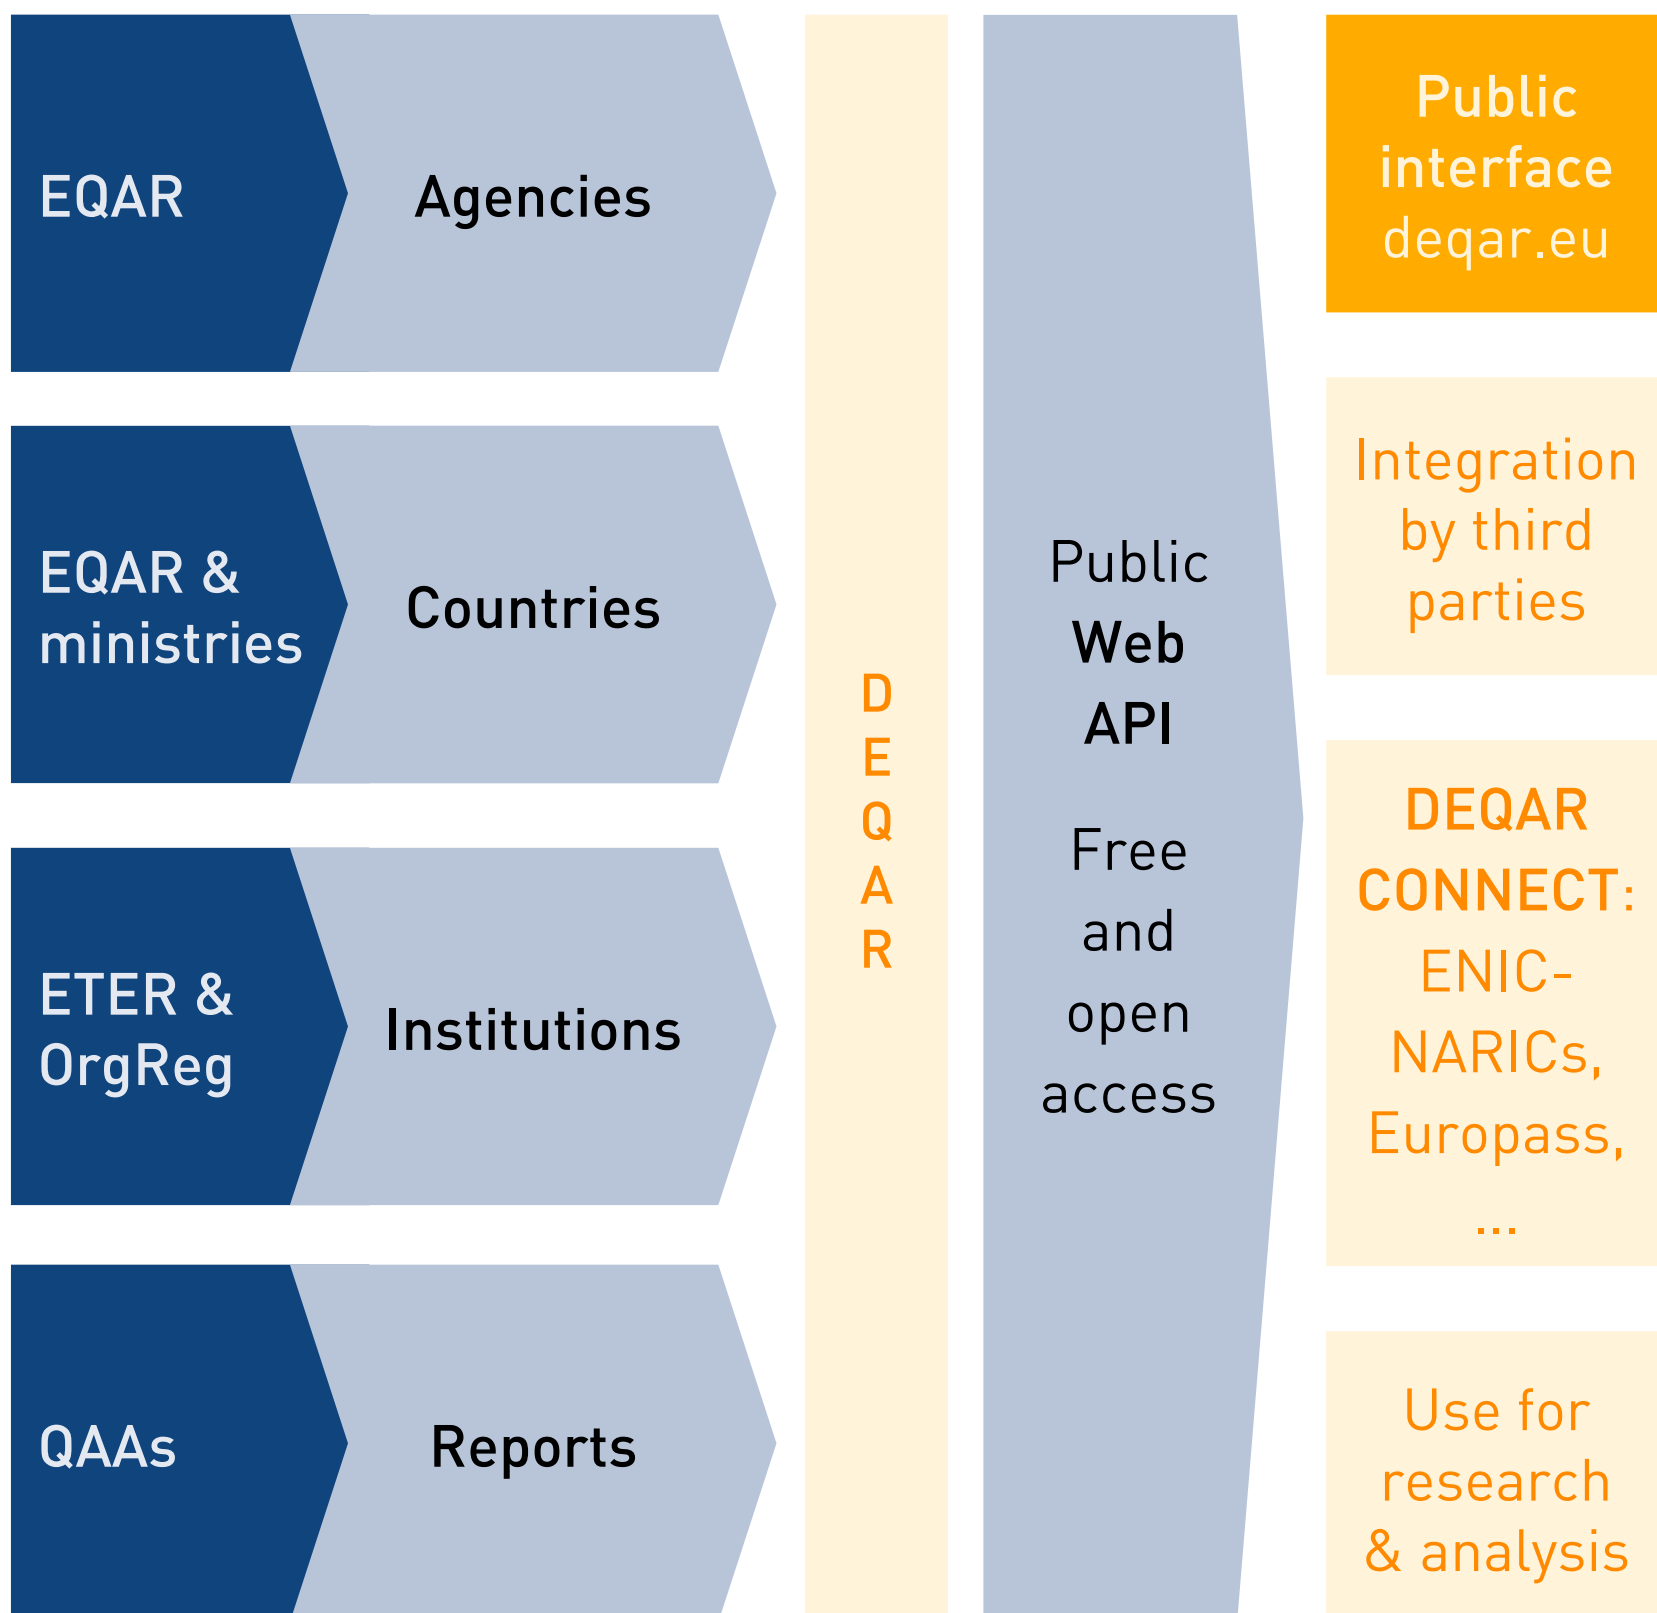 EQAR
Agencies
EQAR &
ministries
Countries
ETER &
OrgReg
Institutions
QAAs
Reports
D
E
Q
A
R
Public
Web
API
Free
and
open
access
Public
interface
deqar.eu
Integration
by third
parties
DEQAR
CONNECT:
ENIC-
NARICs,
Europass,
...
Use for
research
& analysis